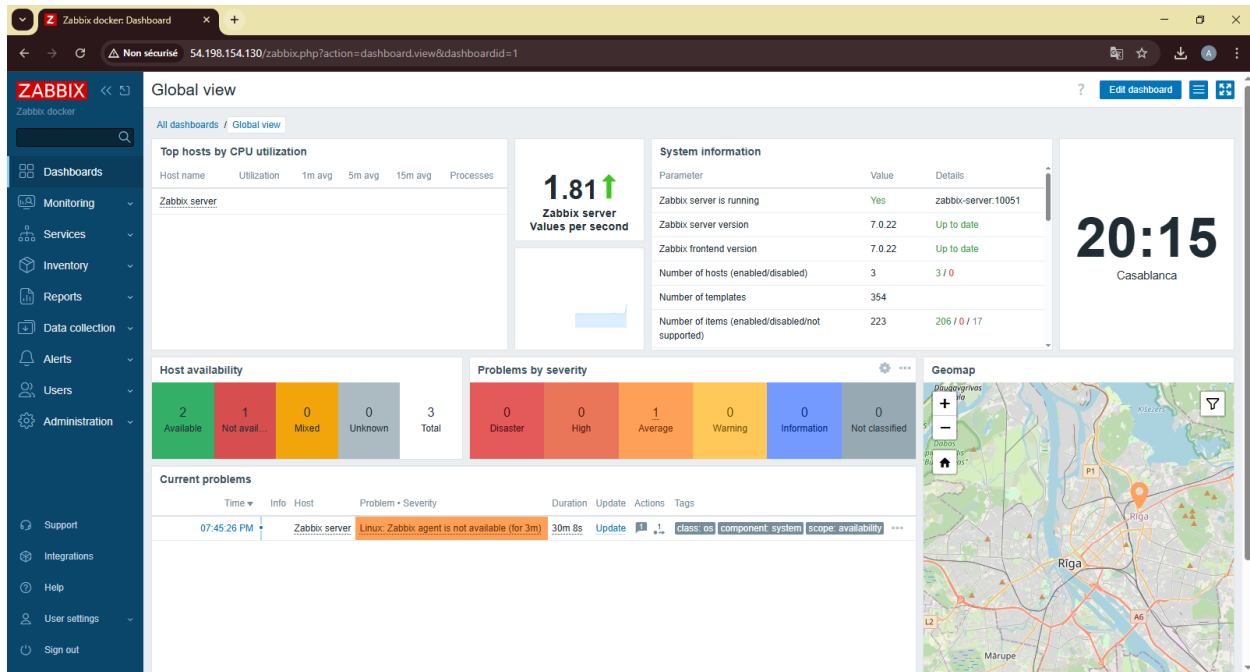 Zabbix docker: Dashboard
Non sécurisé 54.198.154.130/zabbix.php?action=dashboard.view&dashboardid=1
A
ZABBIX
Zabbix docker
Dashboards
Monitoring
Services
Inventory
Reports
Data collection
Alerts
Users
Administration
Support
Integrations
Help
User settings
Sign out
Global view
? Edit dashboard
All dashboards / Global view
Top hosts by CPU utilization
Host name Utilization 1m avg 5m avg 15m avg Processes
Zabbix server
1.81
Zabbix server
Values per second
System information
Parameter Value Details
Zabbix server is running Yes zabbix-server:10051
Zabbix server version 7.0.22 Up to date
Zabbix frontend version 7.0.22 Up to date
Number of hosts (enabled/disabled) 3 3 / 0
Number of templates 354
Number of items (enabled/disabled/not supported) 223 206 / 0 / 17
20:15
Casablanca
Host availability
2 Available
1 Not avail...
0 Mixed
0 Unknown
3 Total
Problems by severity
0 Disaster
0 High
1 Average
0 Warning
0 Information
0 Not classified
Current problems
Time Info Host Problem • Severity Duration Update Actions Tags
07:45:26 PM Zabbix server Linux: Zabbix agent is not available (for 3m) 30m 8s Update 1 1 class: os component: system scope: availability
Geomap
+
−
Ķīšezers
P1
Rīga
Rīga
A6
L2
Mārupe